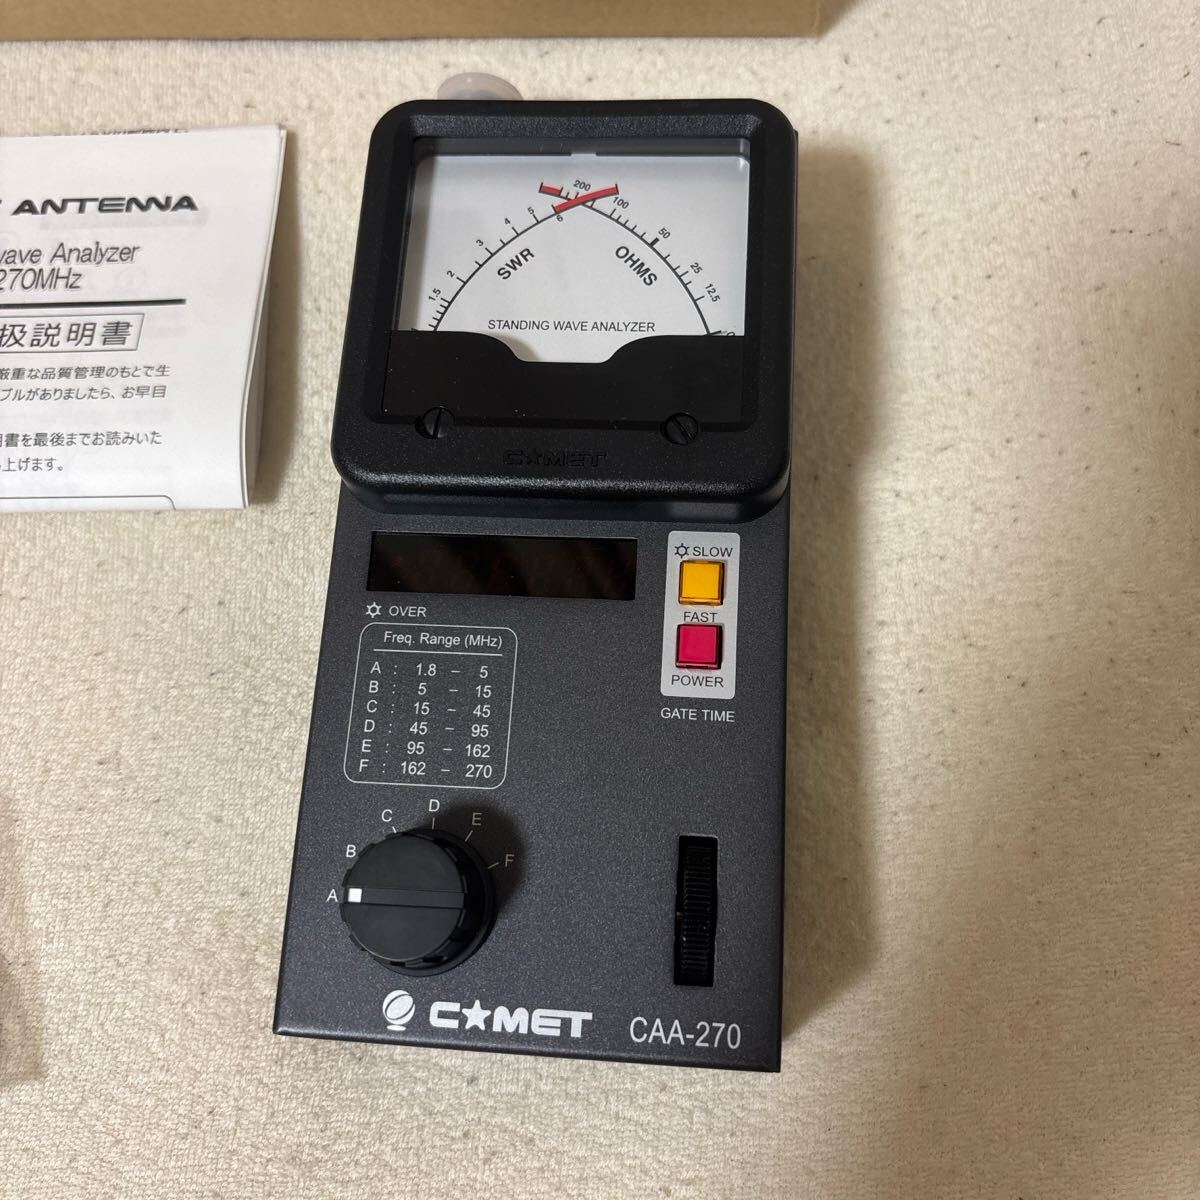 ANTENNA
wave Analyzer
270MHz
扱説明書
厳重な品質管理のもとで生
ブルがありましたら、お早目
明書を最後までお読みいた
上げます。
200
100
50
25
12.5
0
1.5
2
3
4
5
6
SWR
OHMS
STANDING WAVE ANALYZER
C★MET
OVER
Freq. Range (MHz)
A : 1.8 – 5
B : 5 – 15
C : 15 – 45
D : 45 – 95
E : 95 – 162
F : 162 – 270
SLOW
FAST
POWER
GATE TIME
A
B
C
D
E
F
C★MET
CAA-270